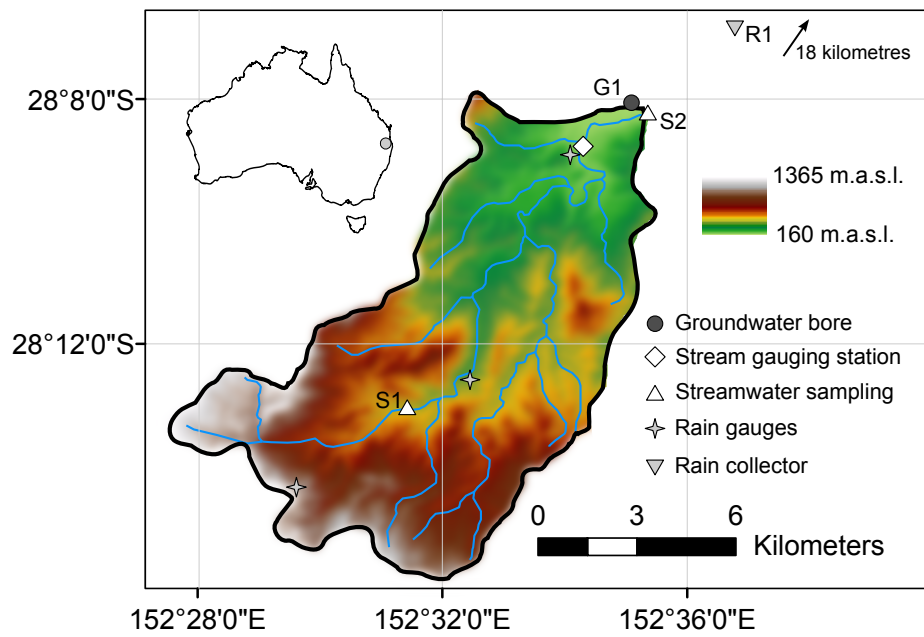 R1
18 kilometres
28°8'0"S
G1
S2
1365 m.a.s.l.
160 m.a.s.l.
Groundwater bore
28°12'0"S
Stream gauging station
Streamwater sampling
S1
Rain gauges
Rain collector
0 3 6
Kilometers
152°28'0"E 152°32'0"E 152°36'0"E